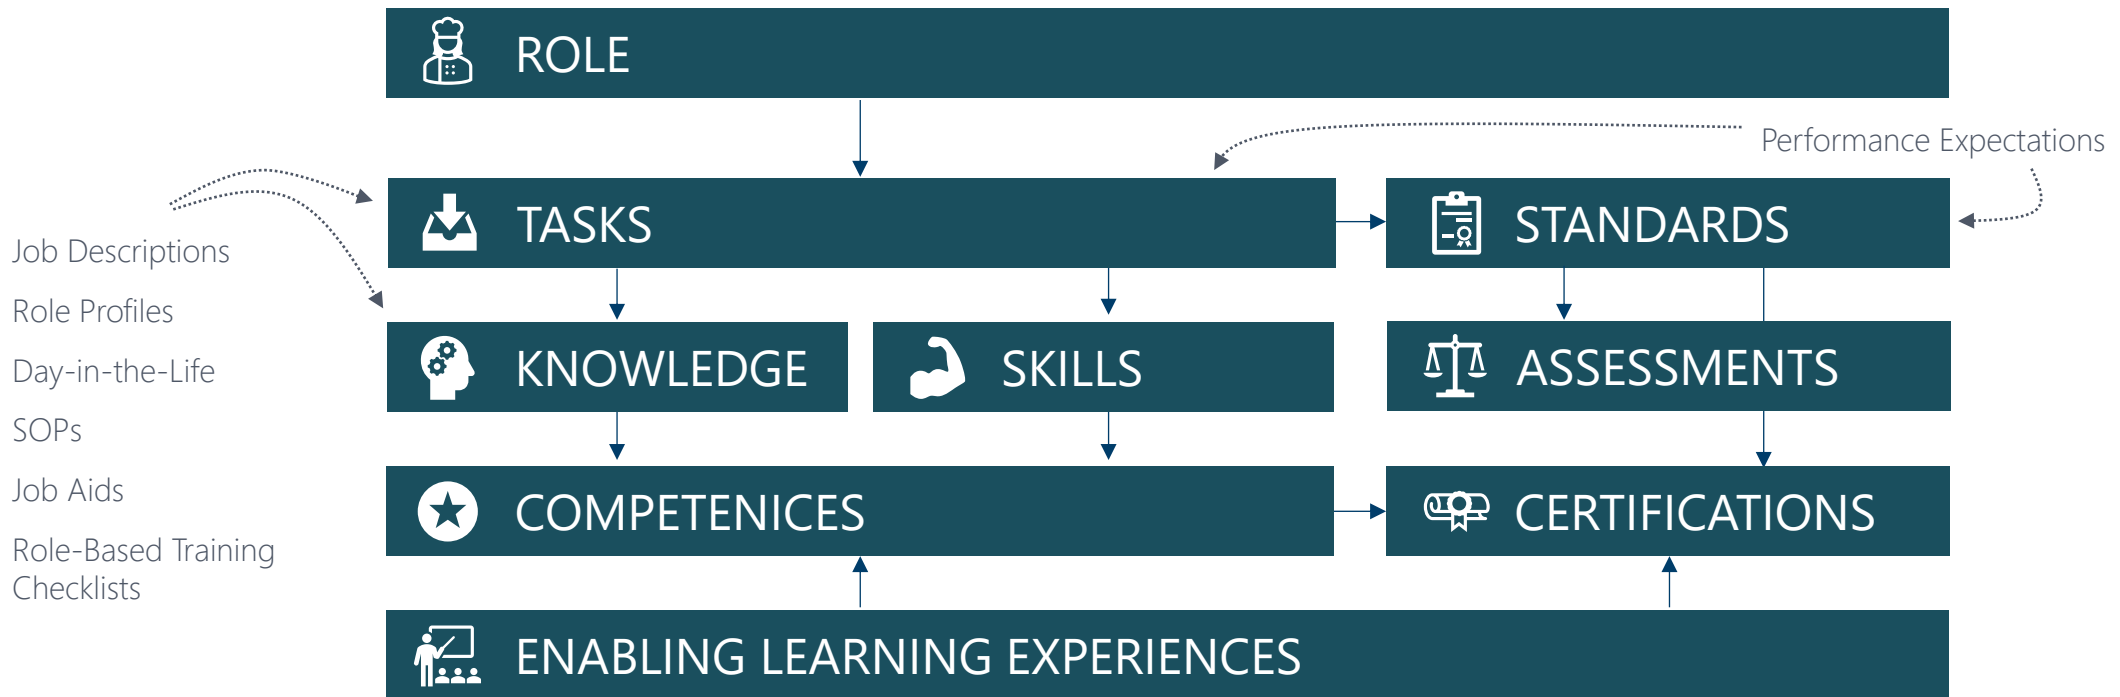 ROLE
Performance Expectations
TASKS
STANDARDS
Job Descriptions
Role Profiles
Day-in-the-Life
SOPs
Job Aids
Role-Based Training
Checklists
KNOWLEDGE
SKILLS
ASSESSMENTS
COMPETENICES
CERTIFICATIONS
ENABLING LEARNING EXPERIENCES